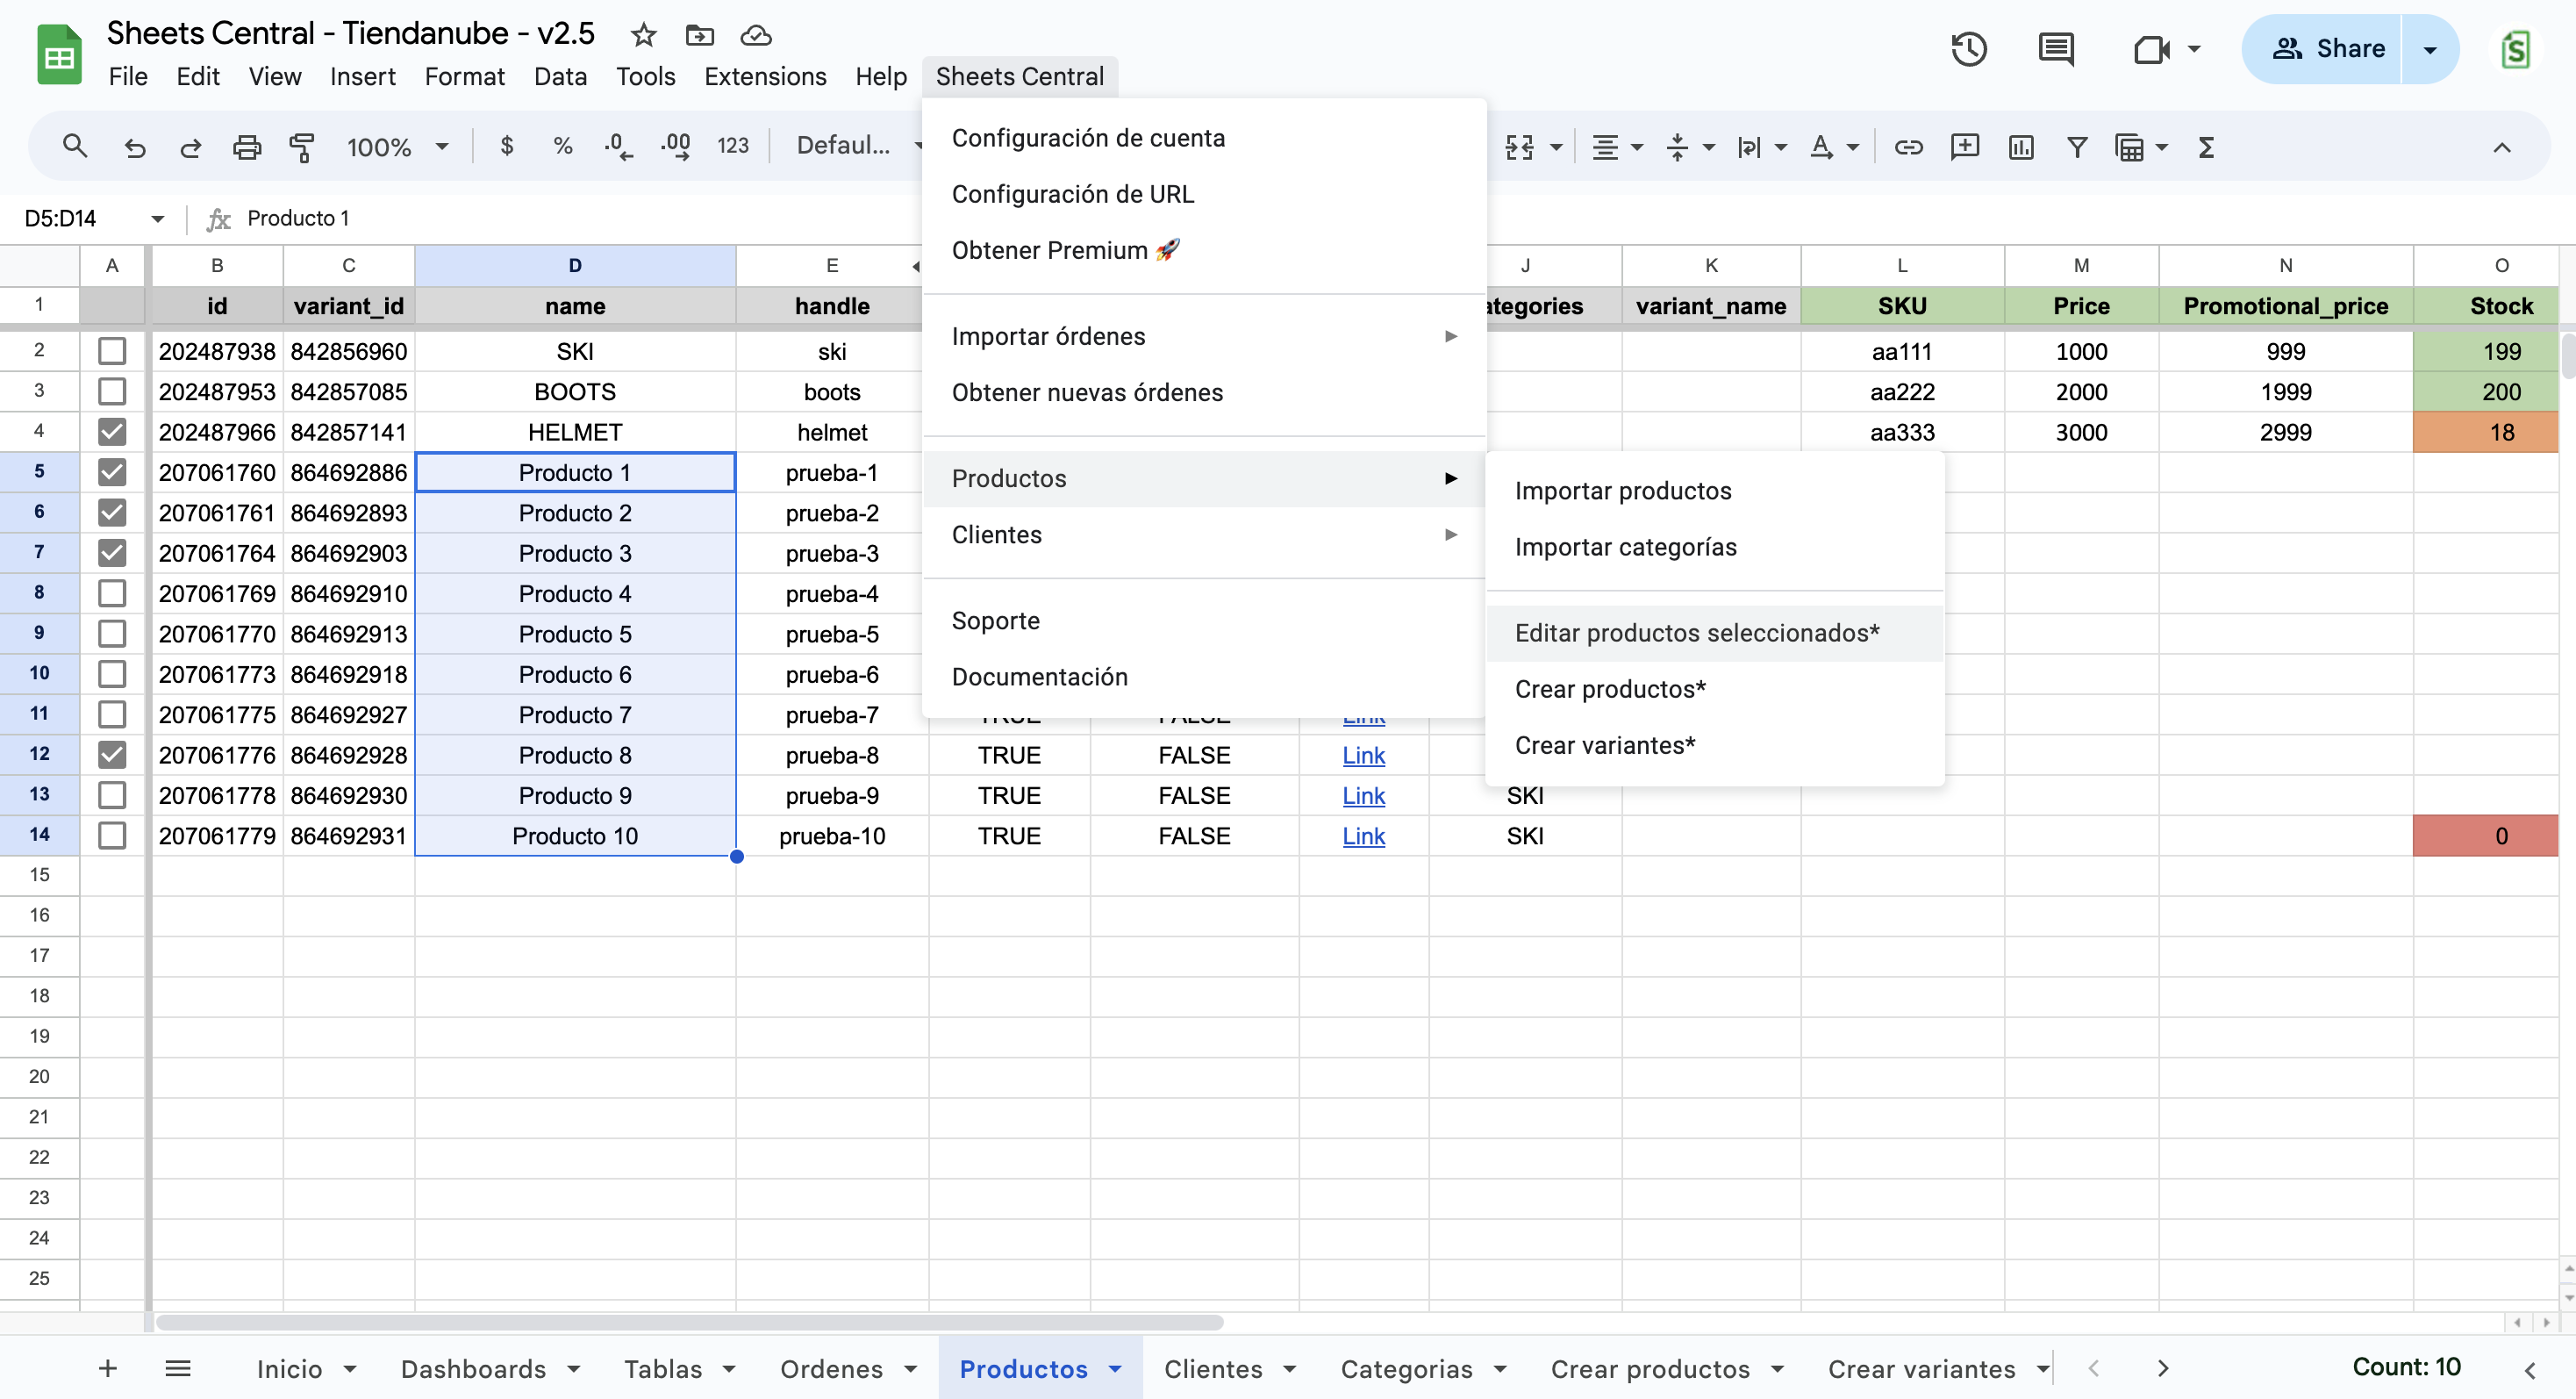 Sheets Central - Tiendanube - v2.5
File Edit View Insert Format Data Tools Extensions Help Sheets Central
Share
100% $ % .0 .00 123 Defaul...
D5:D14 fx Producto 1
A B C D E J K L M N O
1 id variant_id name handle ategories variant_name SKU Price Promotional_price Stock
2 202487938 842856960 SKI ski aa111 1000 999 199
3 202487953 842857085 BOOTS boots aa222 2000 1999 200
4 202487966 842857141 HELMET helmet aa333 3000 2999 18
5 207061760 864692886 Producto 1 prueba-1
6 207061761 864692893 Producto 2 prueba-2
7 207061764 864692903 Producto 3 prueba-3
8 207061769 864692910 Producto 4 prueba-4
9 207061770 864692913 Producto 5 prueba-5
10 207061773 864692918 Producto 6 prueba-6
11 207061775 864692927 Producto 7 prueba-7 TRUE FALSE Link
12 207061776 864692928 Producto 8 prueba-8 TRUE FALSE Link
13 207061778 864692930 Producto 9 prueba-9 TRUE FALSE Link SKI
14 207061779 864692931 Producto 10 prueba-10 TRUE FALSE Link SKI 0
15
16
17
18
19
20
21
22
23
24
25
Configuración de cuenta
Configuración de URL
Obtener Premium 🚀
Importar órdenes
Obtener nuevas órdenes
Productos
Clientes
Soporte
Documentación
Importar productos
Importar categorías
Editar productos seleccionados*
Crear productos*
Crear variantes*
Inicio Dashboards Tablas Ordenes Productos Clientes Categorias Crear productos Crear variantes Count: 10